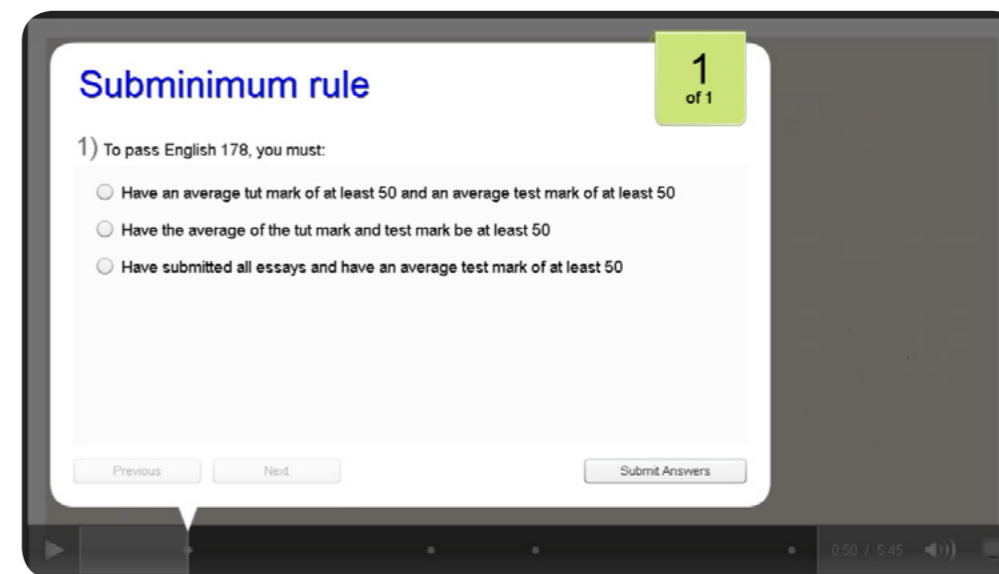 Subminimum rule
1
of 1
1) To pass English 178, you must:
Have an average tut mark of at least 50 and an average test mark of at least 50
Have the average of the tut mark and test mark be at least 50
Have submitted all essays and have an average test mark of at least 50
Previous
Next
Submit Answers
0:50 / 5:45